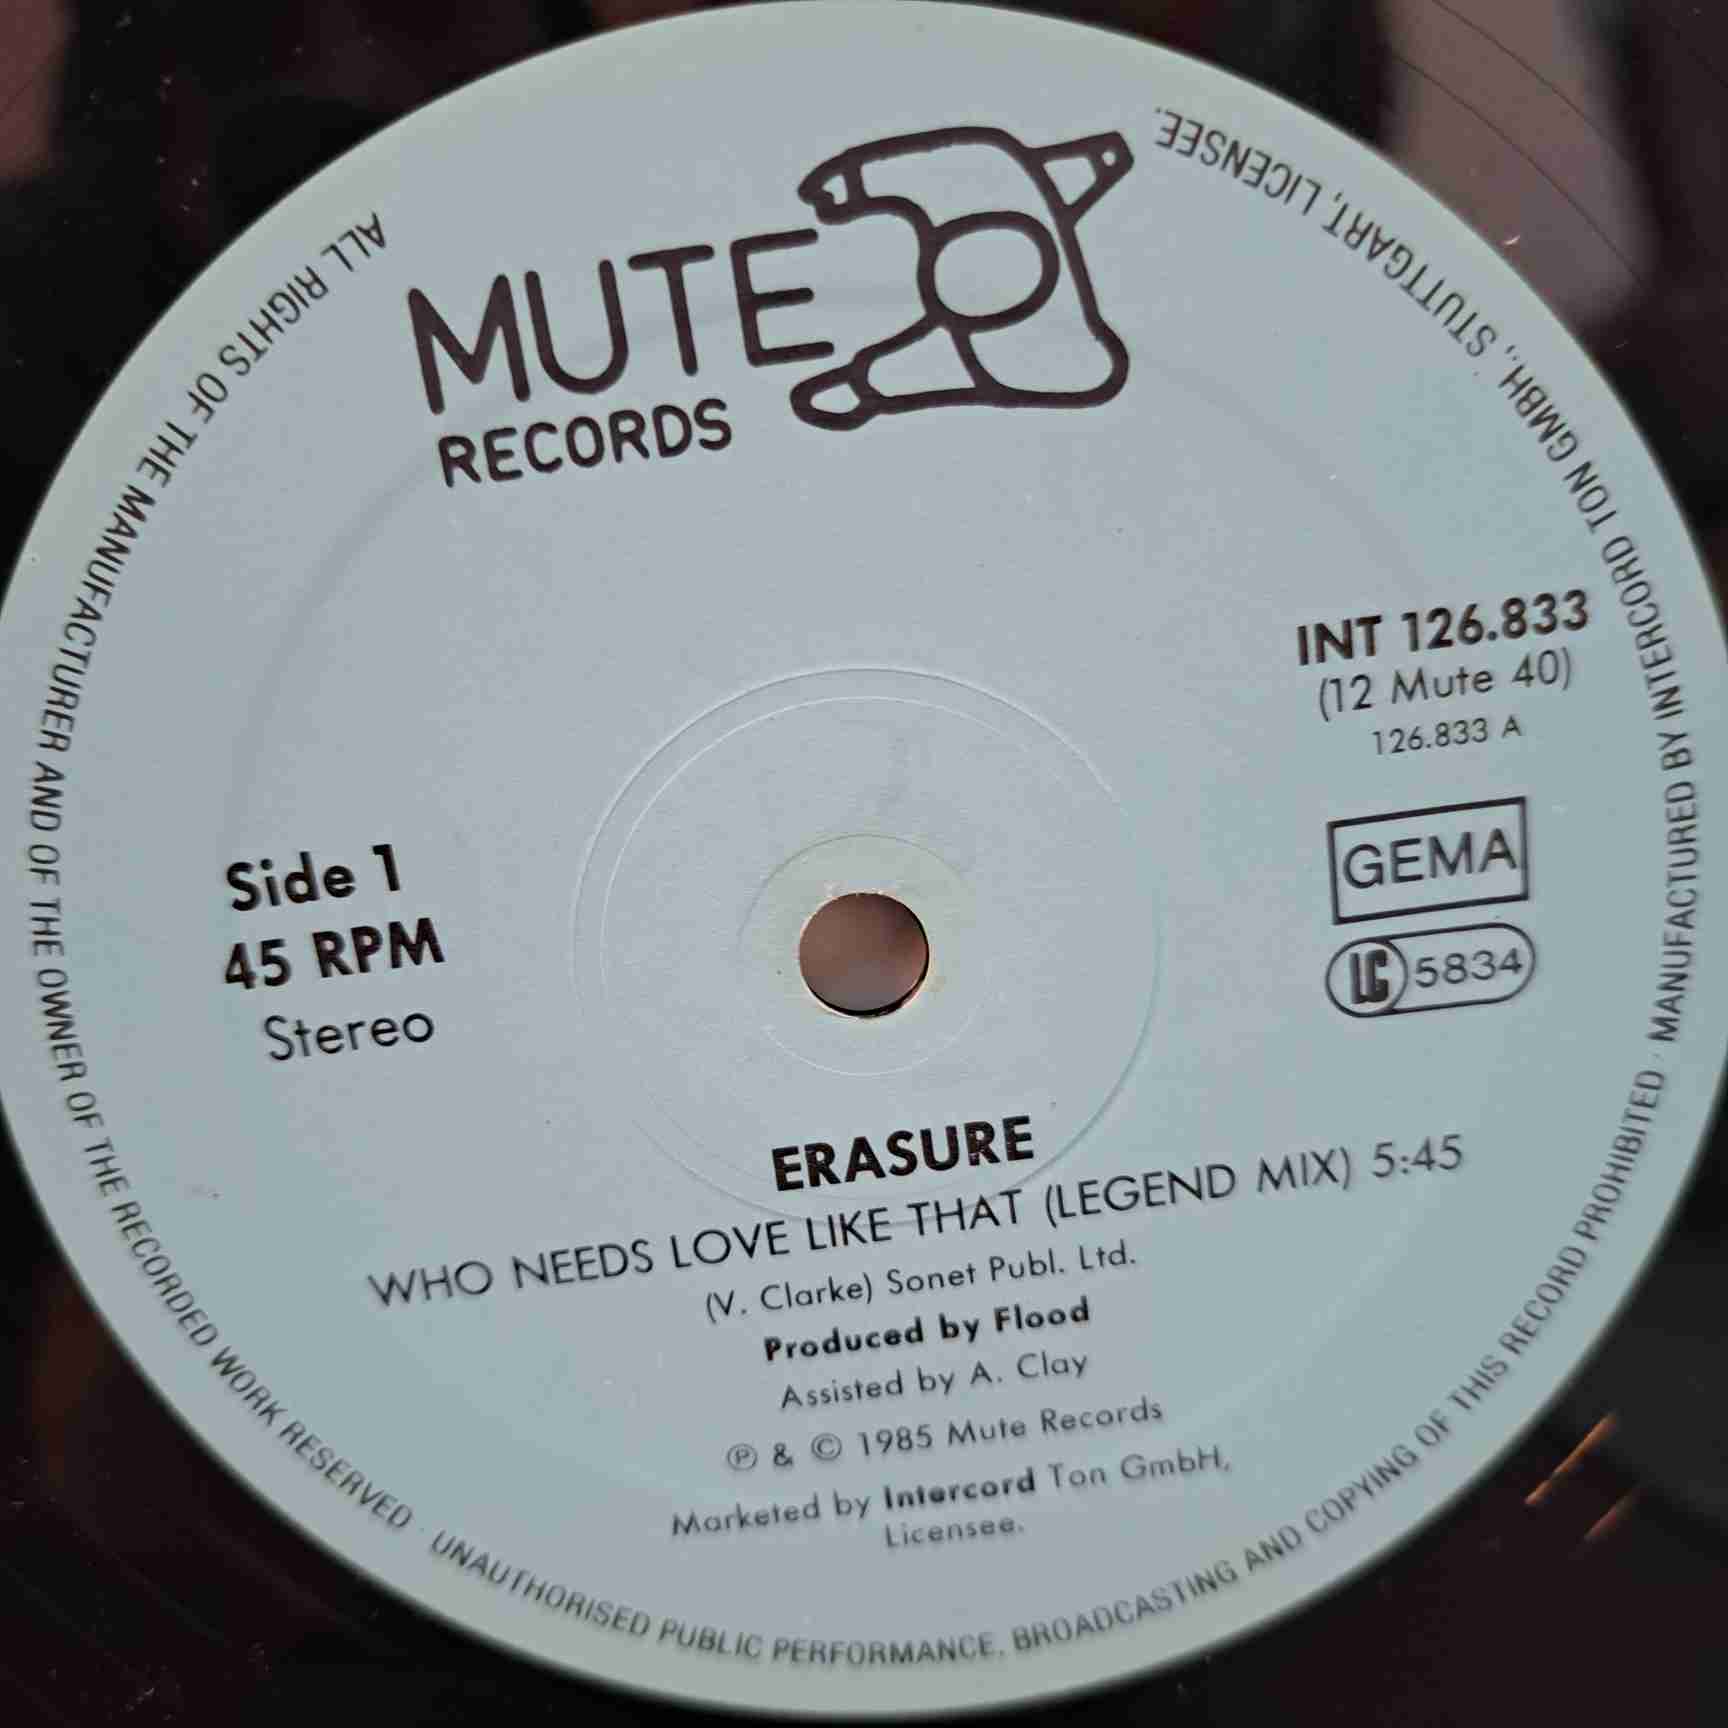 MUTE
RECORDS
INT 126.833
(12 Mute 40)
126.833 A
GEMA
LC 5834
Side 1
45 RPM
Stereo
ERASURE
WHO NEEDS LOVE LIKE THAT (LEGEND MIX) 5:45
(V. Clarke) Sonet Publ. Ltd.
Produced by Flood
Assisted by A. Clay
℗ & © 1985 Mute Records
Marketed by Intercord Ton GmbH,
Licensee.
ALL RIGHTS OF THE MANUFACTURER AND OF THE OWNER OF THE RECORDED WORK RESERVED · UNAUTHORISED PUBLIC PERFORMANCE, BROADCASTING AND COPYING OF THIS RECORD PROHIBITED · MANUFACTURED BY INTERCORD TON GMBH., STUTTGART, LICENSEE.